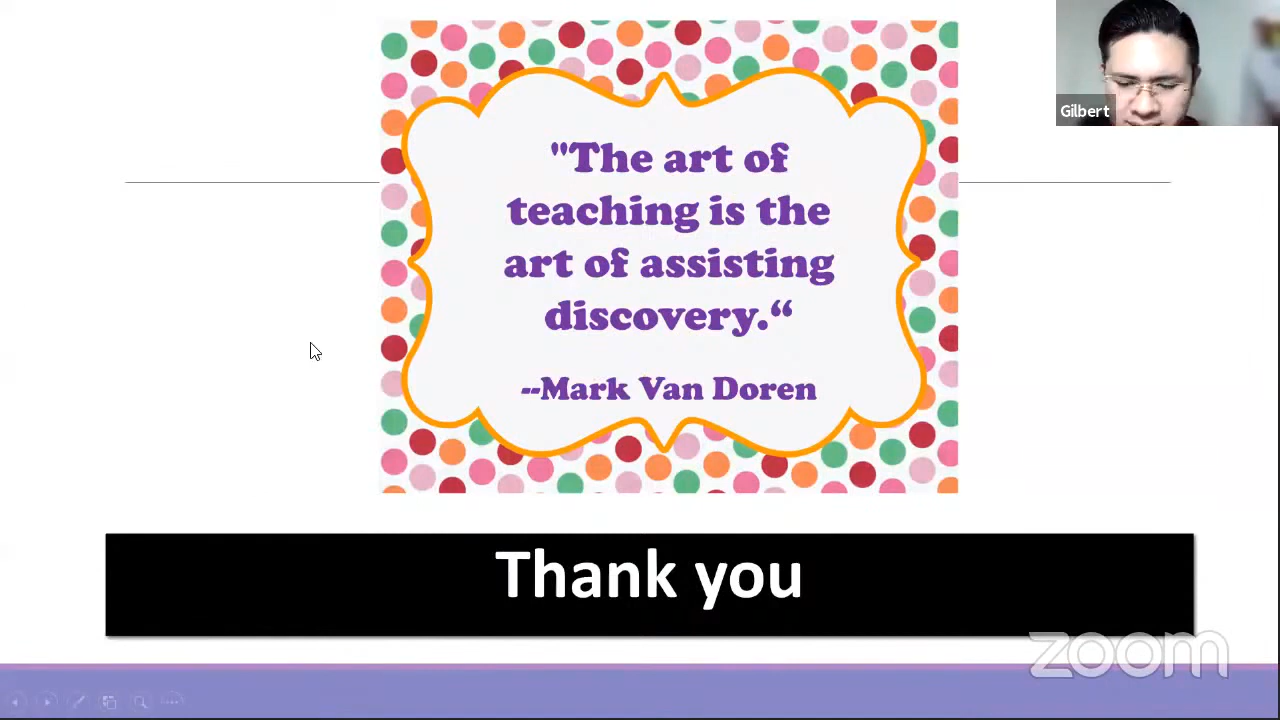 Gilbert
"The art of
teaching is the
art of assisting
discovery.“
--Mark Van Doren
Thank you
zoom